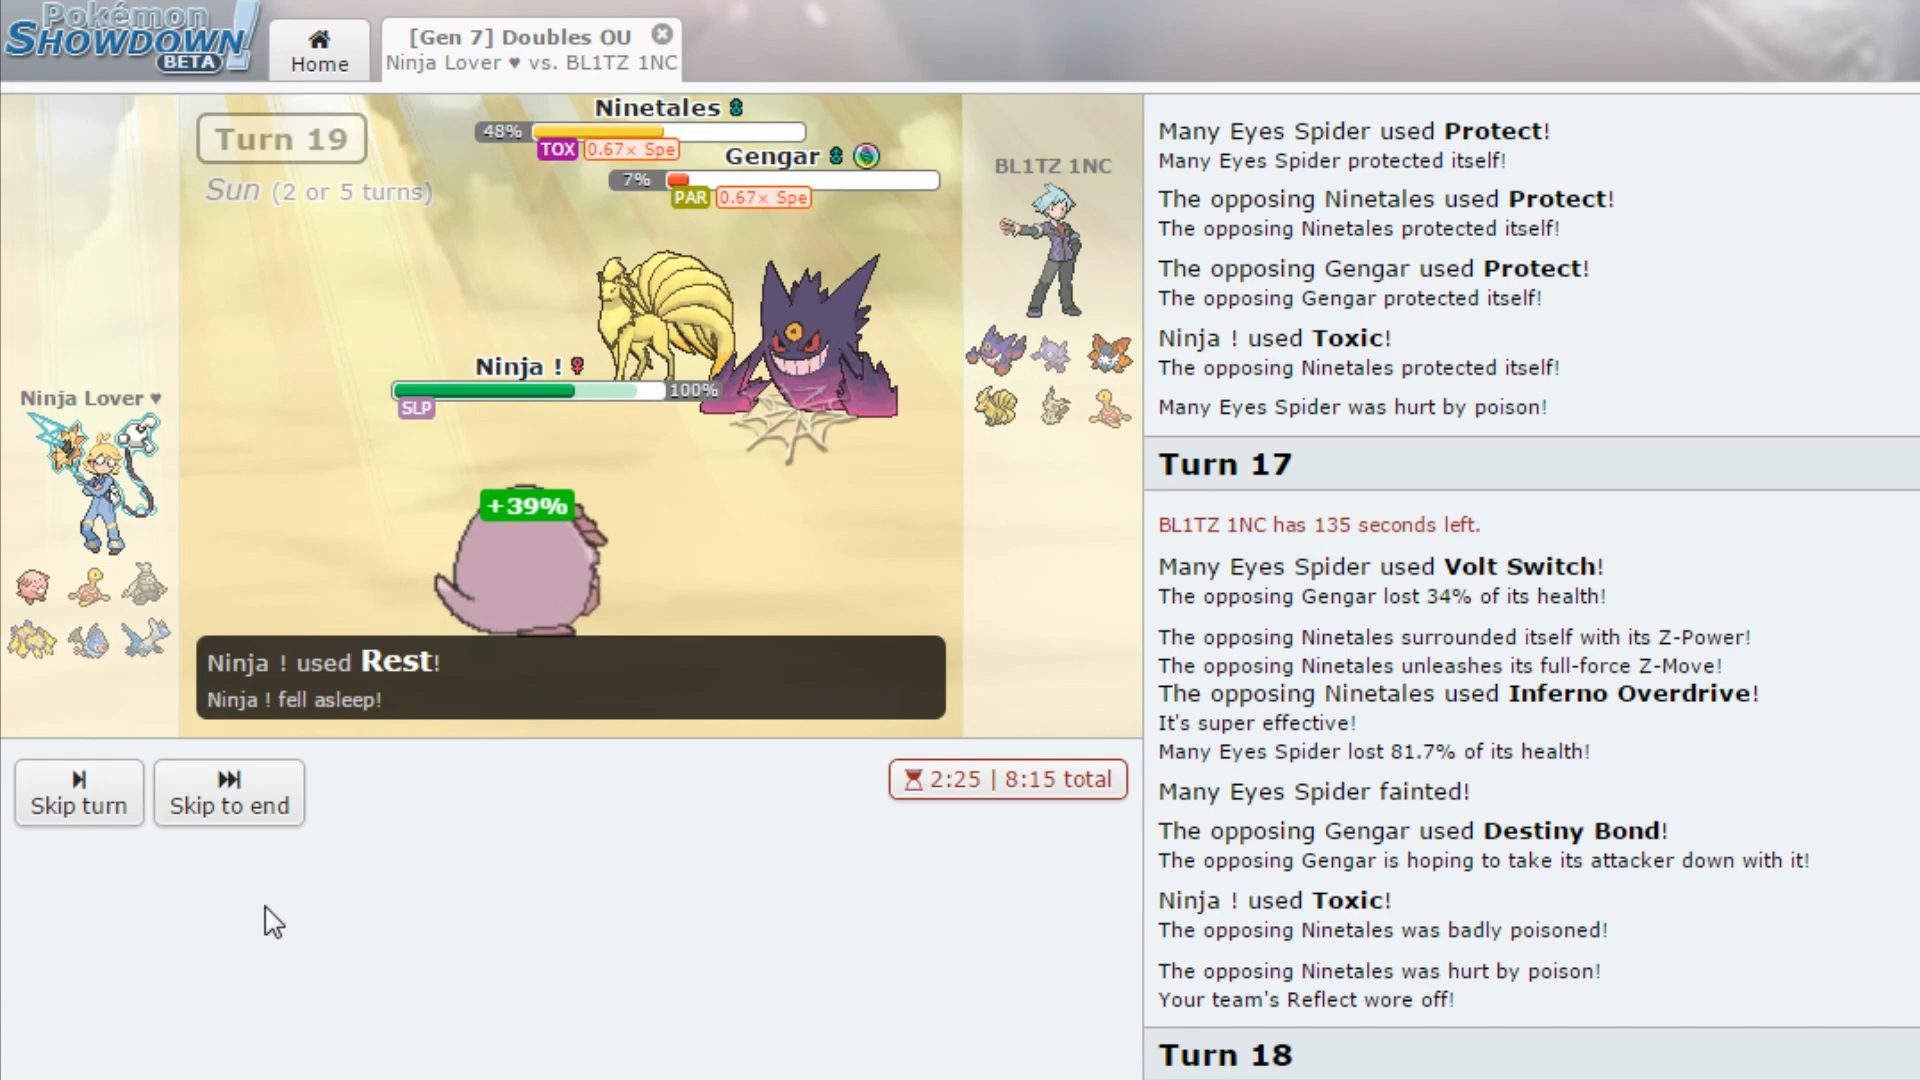 Pokémon
SHOWDOWN!
BETA
Home
[Gen 7] Doubles OU
Ninja Lover ♥ vs. BL1TZ 1NC
Turn 19
Sun (2 or 5 turns)
Ninetales
48%
TOX 0.67× Spe
Gengar
7%
PAR 0.67× Spe
BL1TZ 1NC
Ninja !
100%
SLP
Ninja Lover ♥
+39%
Ninja ! used Rest!
Ninja ! fell asleep!
Skip turn
Skip to end
2:25 | 8:15 total
Many Eyes Spider used Protect!
Many Eyes Spider protected itself!
The opposing Ninetales used Protect!
The opposing Ninetales protected itself!
The opposing Gengar used Protect!
The opposing Gengar protected itself!
Ninja ! used Toxic!
The opposing Ninetales protected itself!
Many Eyes Spider was hurt by poison!
Turn 17
BL1TZ 1NC has 135 seconds left.
Many Eyes Spider used Volt Switch!
The opposing Gengar lost 34% of its health!
The opposing Ninetales surrounded itself with its Z-Power!
The opposing Ninetales unleashes its full-force Z-Move!
The opposing Ninetales used Inferno Overdrive!
It's super effective!
Many Eyes Spider lost 81.7% of its health!
Many Eyes Spider fainted!
The opposing Gengar used Destiny Bond!
The opposing Gengar is hoping to take its attacker down with it!
Ninja ! used Toxic!
The opposing Ninetales was badly poisoned!
The opposing Ninetales was hurt by poison!
Your team's Reflect wore off!
Turn 18